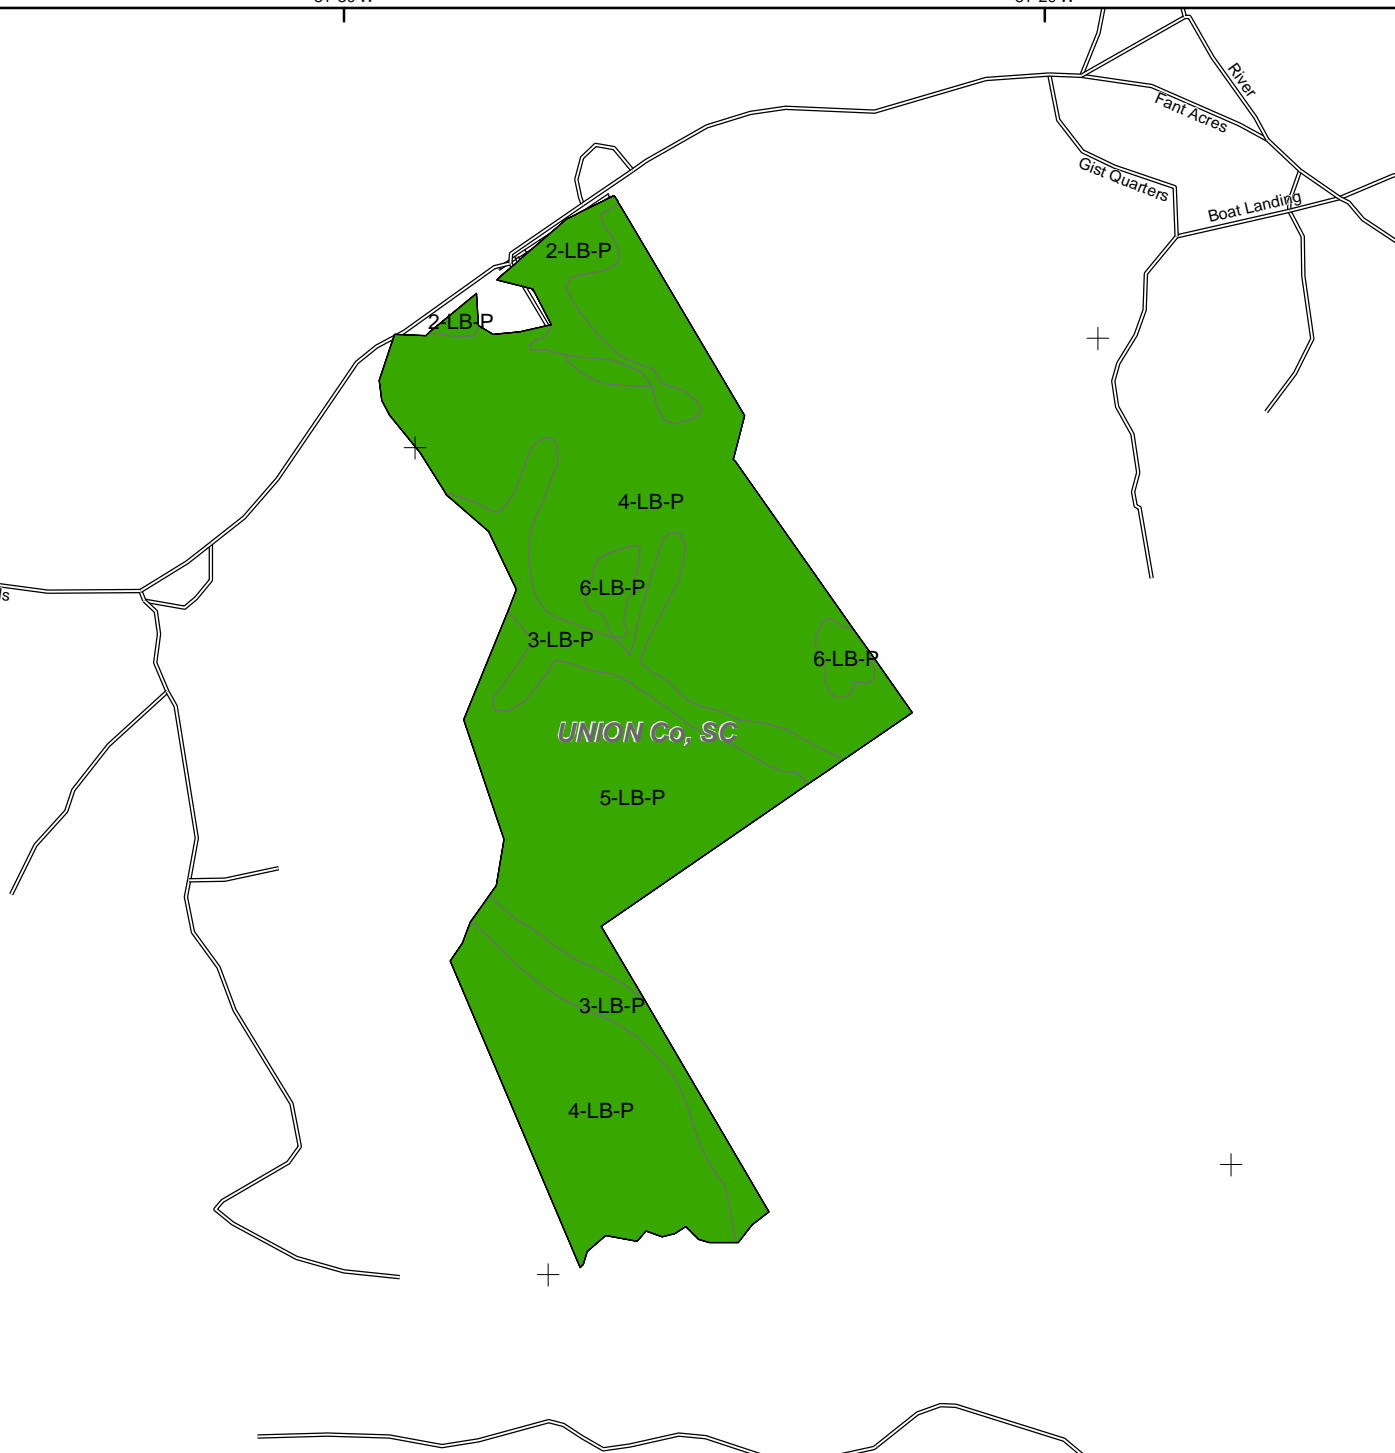 River
Fant Acres
Gist Quarters
Boat Landing
2-LB-P
2-LB-P
4-LB-P
6-LB-P
3-LB-P
6-LB-P
UNION Co, SC
5-LB-P
3-LB-P
4-LB-P